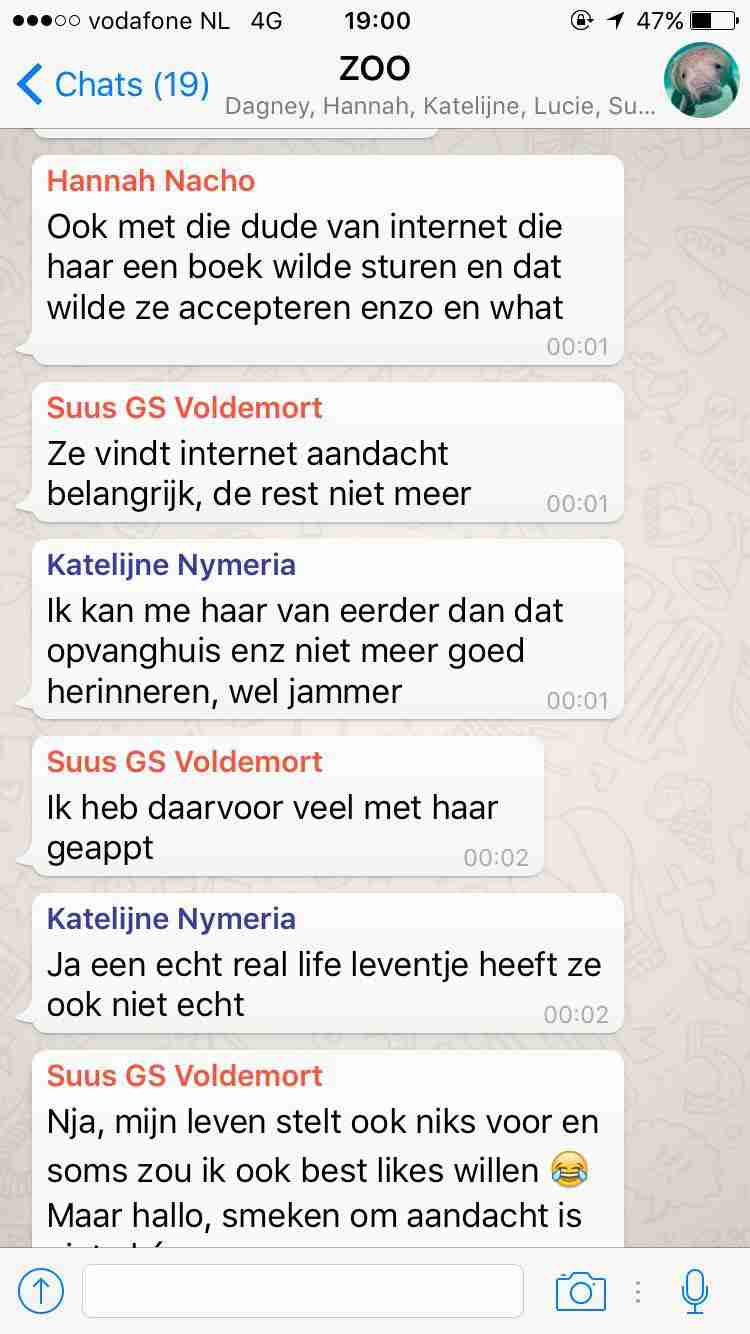 vodafone NL 4G 19:00 47%
Chats (19)
ZOO
Dagney, Hannah, Katelijne, Lucie, Su...
Hannah Nacho
Ook met die dude van internet die
haar een boek wilde sturen en dat
wilde ze accepteren enzo en what
00:01
Suus GS Voldemort
Ze vindt internet aandacht
belangrijk, de rest niet meer
00:01
Katelijne Nymeria
Ik kan me haar van eerder dan dat
opvanghuis enz niet meer goed
herinneren, wel jammer
00:01
Suus GS Voldemort
Ik heb daarvoor veel met haar
geappt
00:02
Katelijne Nymeria
Ja een echt real life leventje heeft ze
ook niet echt
00:02
Suus GS Voldemort
Nja, mijn leven stelt ook niks voor en
soms zou ik ook best likes willen 😂
Maar hallo, smeken om aandacht is